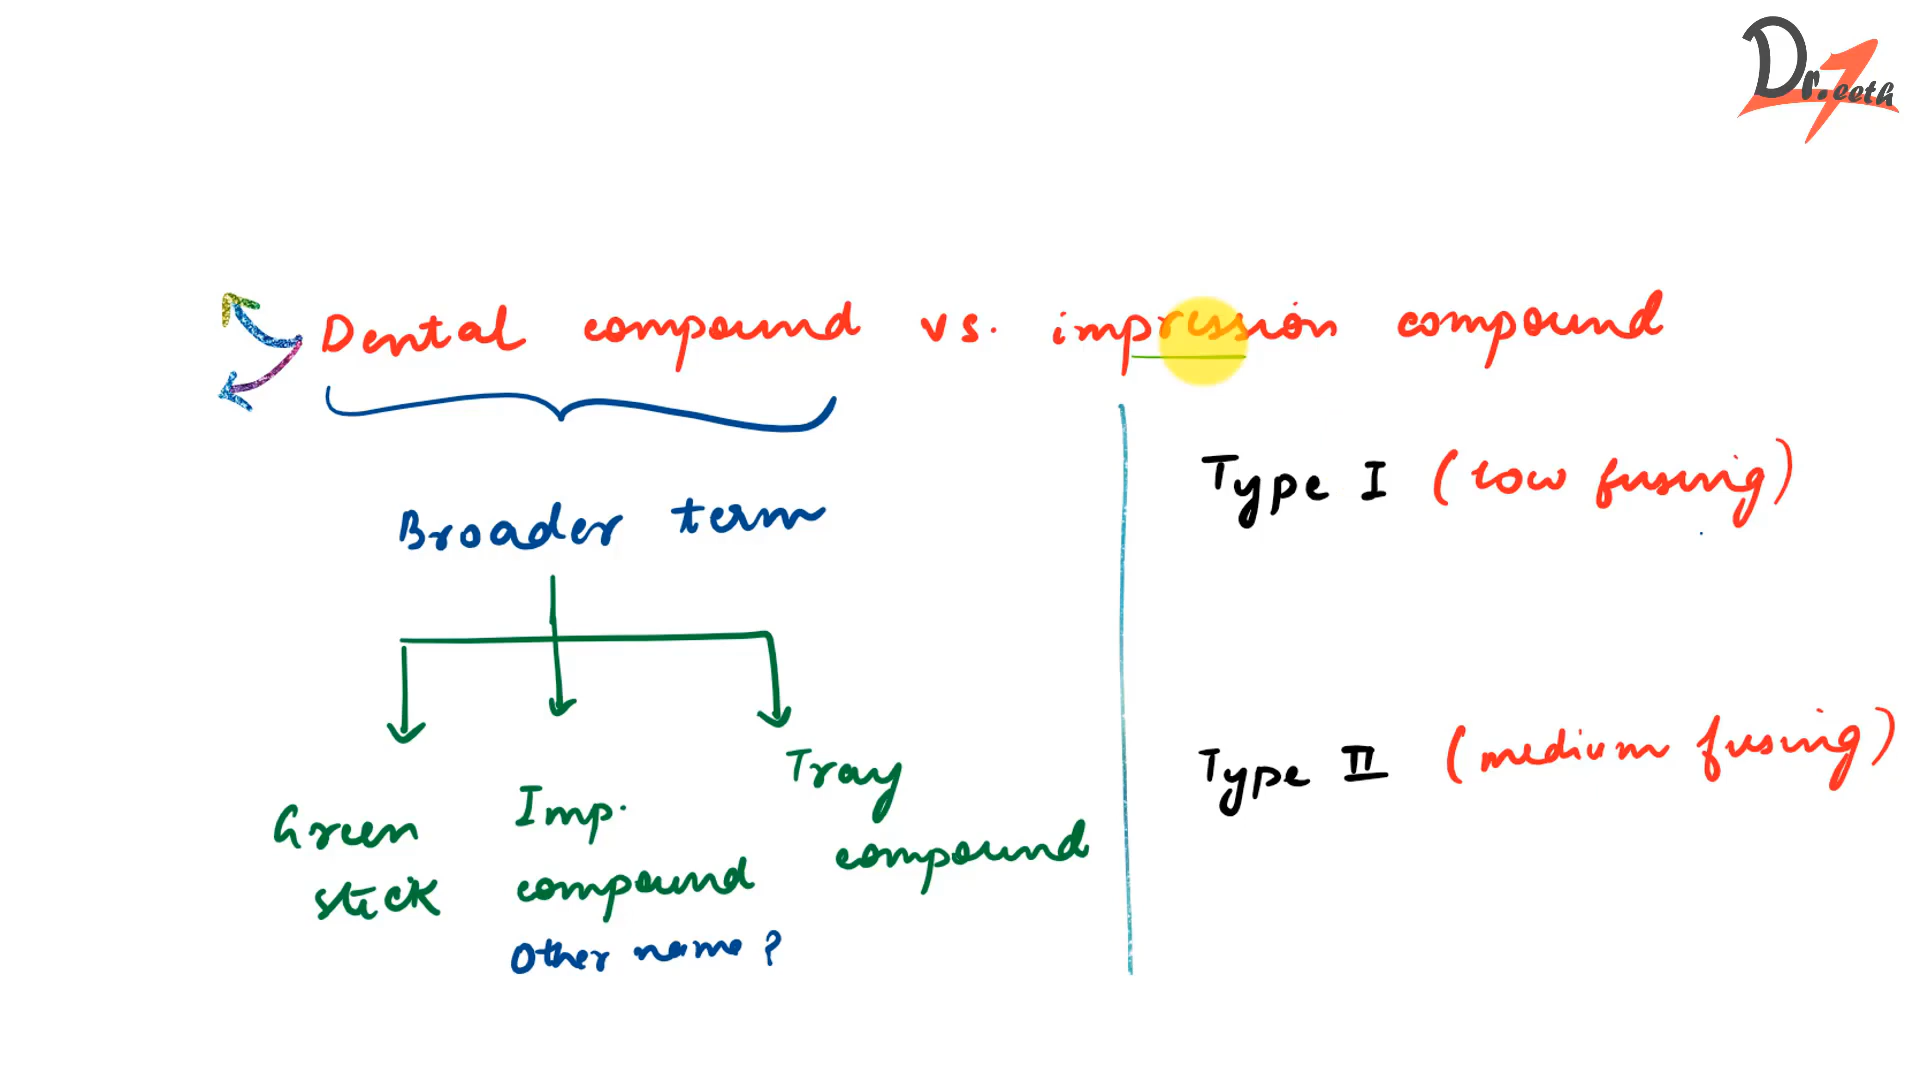 Dr.eeth
Dental compound vs. impression compound
Broader term
Green
stick
Imp.
compound
Other name?
Tray
compound
Type I (low fusing)
Type II (medium fusing)